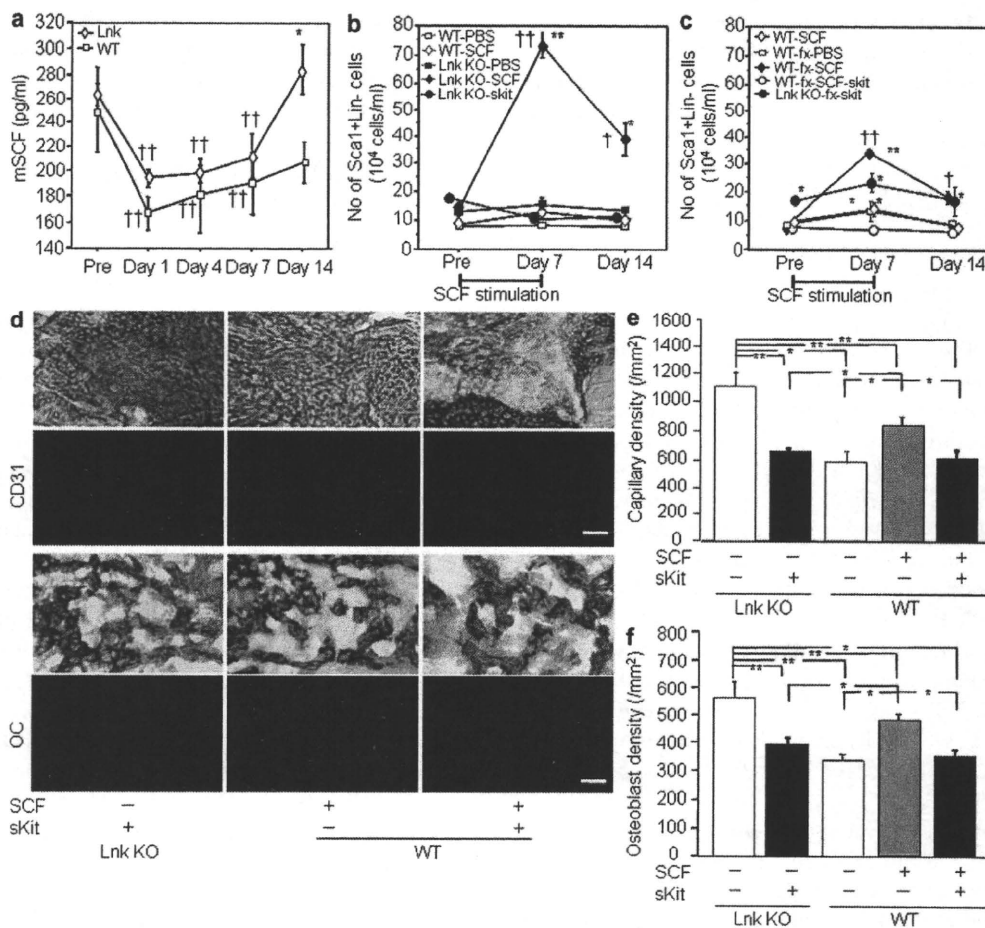 a
320
300
280
260
240
220
200
180
160
140
mSCF (pg/ml)
Lnk
WT
††
††
††
††
††
††
*
Pre Day 1 Day 4 Day 7 Day 14
b
80
70
60
50
40
30
20
10
0
No of Sca1+Lin- cells
(10⁴ cells/ml)
WT-PBS
WT-SCF
Lnk KO-PBS
Lnk KO-SCF
Lnk KO-skit
†† **
† *
Pre Day 7 Day 14
SCF stimulation
c
80
70
60
50
40
30
20
10
0
No of Sca1+Lin- cells
(10⁴ cells/ml)
WT-SCF
WT-fx-PBS
WT-fx-SCF
WT-fx-SCF-skit
Lnk KO-fx-skit
††
**
*
*
* *
†
*
Pre Day 7 Day 14
SCF stimulation
d
CD31
OC
SCF − + +
sKit + − +
Lnk KO WT
e
1600
1400
1200
1000
800
600
400
200
0
Capillary density (/mm²)
**
**
** * *
* *
SCF − − − + +
sKit − + − − +
Lnk KO WT
f
800
700
600
500
400
300
200
100
0
Osteoblast density (/mm²)
*
**
**
** * * *
SCF − − − + +
sKit − + − − +
Lnk KO WT